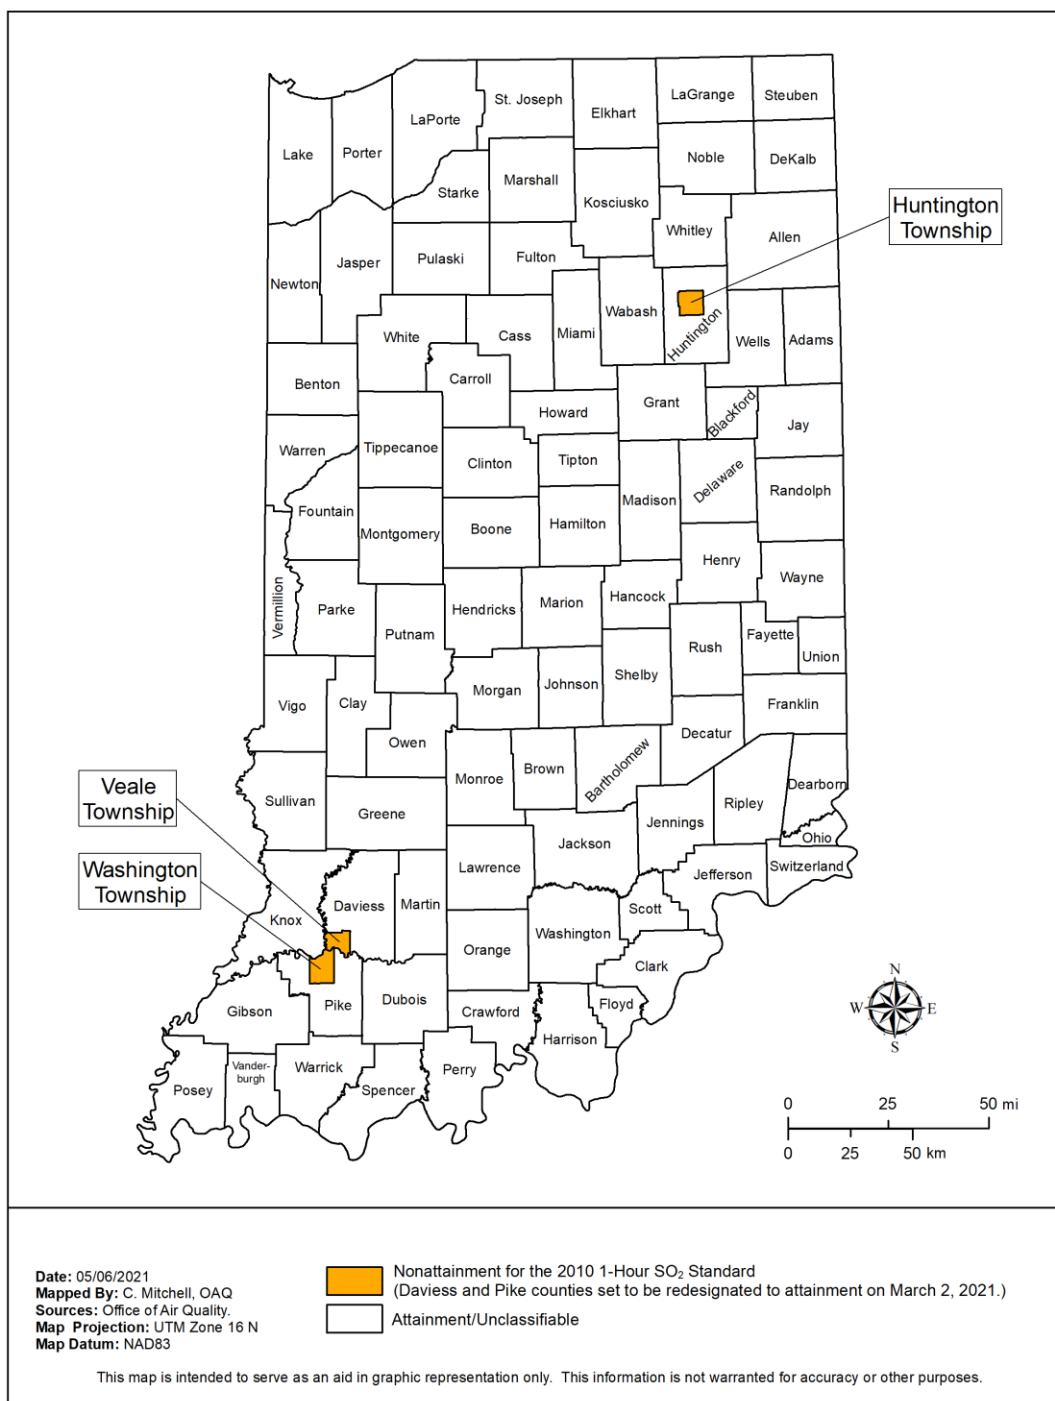 LaGrange
Steuben
St. Joseph
Elkhart
LaPorte
Lake
Porter
Noble
DeKalb
Marshall
Starke
Kosciusko
Huntington
Township
Whitley
Allen
Jasper
Pulaski
Fulton
Newton
Wabash
Huntington
Miami
White
Cass
Wells
Adams
Carroll
Benton
Grant
Blackford
Howard
Jay
Warren
Tippecanoe
Clinton
Tipton
Delaware
Madison
Randolph
Fountain
Montgomery
Boone
Hamilton
Henry
Wayne
Vermillion
Parke
Hendricks
Marion
Hancock
Putnam
Fayette
Rush
Union
Shelby
Morgan
Johnson
Vigo
Clay
Franklin
Owen
Decatur
Monroe
Brown
Bartholomew
Dearborn
Veale
Township
Sullivan
Greene
Ripley
Jennings
Jackson
Ohio
Washington
Township
Lawrence
Jefferson
Switzerland
Daviess
Martin
Scott
Knox
Washington
Orange
Clark
Dubois
Pike
Gibson
Crawford
Floyd
Harrison
Vander-
burgh
Warrick
Perry
Posey
Spencer
N
W
E
S
0 25 50 mi
0 25 50 km
Date: 05/06/2021
Mapped By: C. Mitchell, OAQ
Sources: Office of Air Quality.
Map Projection: UTM Zone 16 N
Map Datum: NAD83
Nonattainment for the 2010 1-Hour SO₂ Standard
(Daviess and Pike counties set to be redesignated to attainment on March 2, 2021.)
Attainment/Unclassifiable
This map is intended to serve as an aid in graphic representation only. This information is not warranted for accuracy or other purposes.